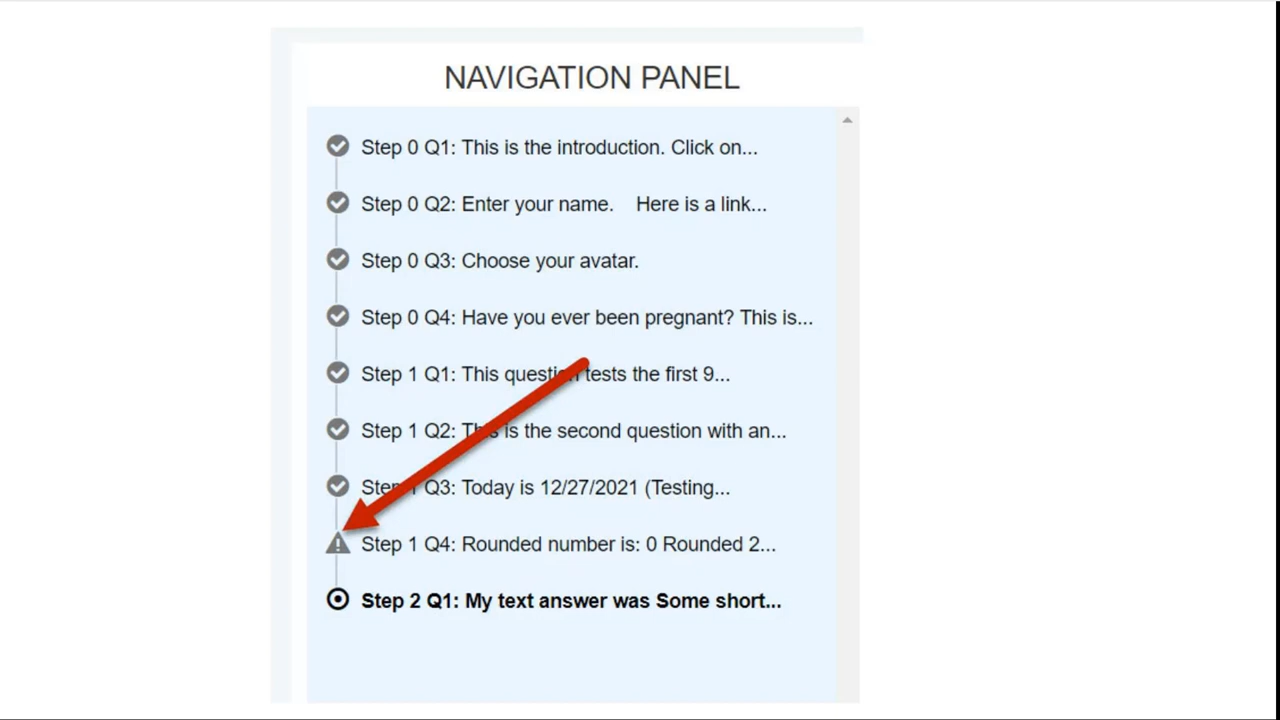 NAVIGATION PANEL
Step 0 Q1: This is the introduction. Click on...
Step 0 Q2: Enter your name. Here is a link...
Step 0 Q3: Choose your avatar.
Step 0 Q4: Have you ever been pregnant? This is...
Step 1 Q1: This question tests the first 9...
Step 1 Q2: This is the second question with an...
Step 1 Q3: Today is 12/27/2021 (Testing...
Step 1 Q4: Rounded number is: 0 Rounded 2...
Step 2 Q1: My text answer was Some short...